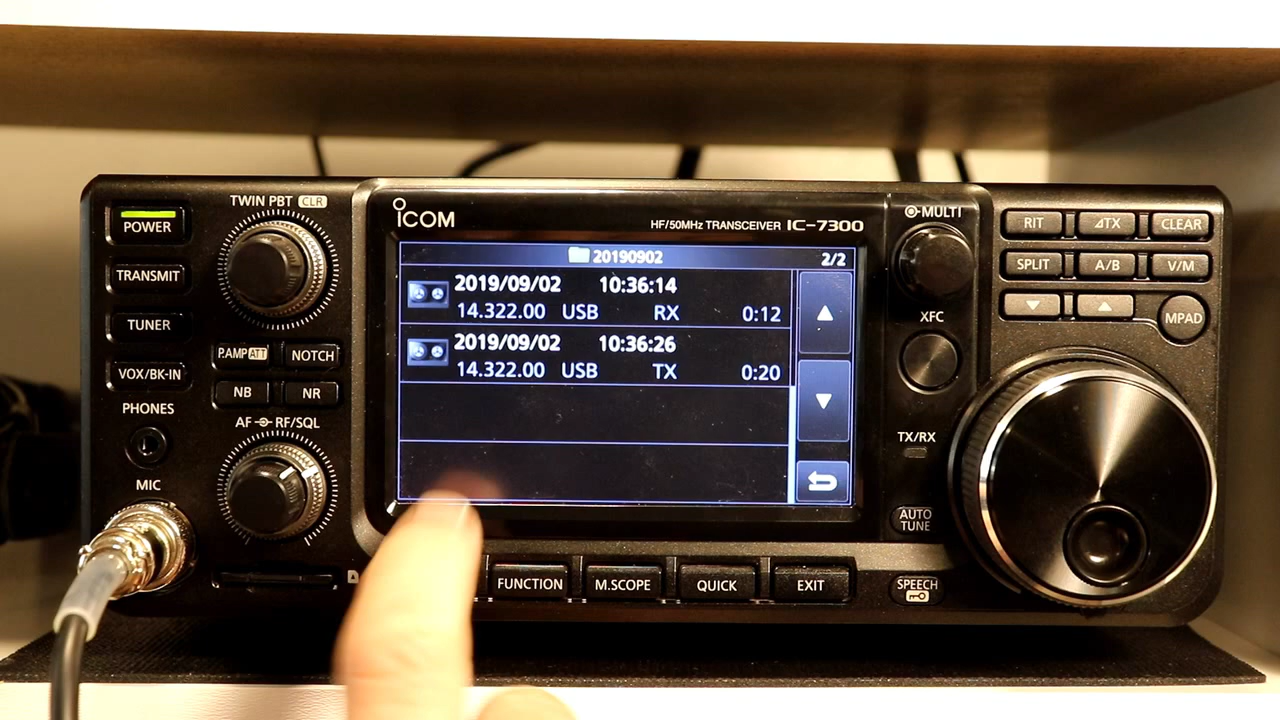 TWIN PBT CLR
POWER
TRANSMIT
TUNER
VOX/BK-IN
P.AMP ATT
NOTCH
NB
NR
PHONES
AF RF/SQL
MIC
ICOM
HF/50MHz TRANSCEIVER IC-7300
20190902 2/2
2019/09/02 10:36:14
14.322.00 USB RX 0:12
2019/09/02 10:36:26
14.322.00 USB TX 0:20
FUNCTION
M.SCOPE
QUICK
EXIT
MULTI
XFC
TX/RX
AUTO
TUNE
SPEECH
RIT
⊿TX
CLEAR
SPLIT
A/B
V/M
MPAD